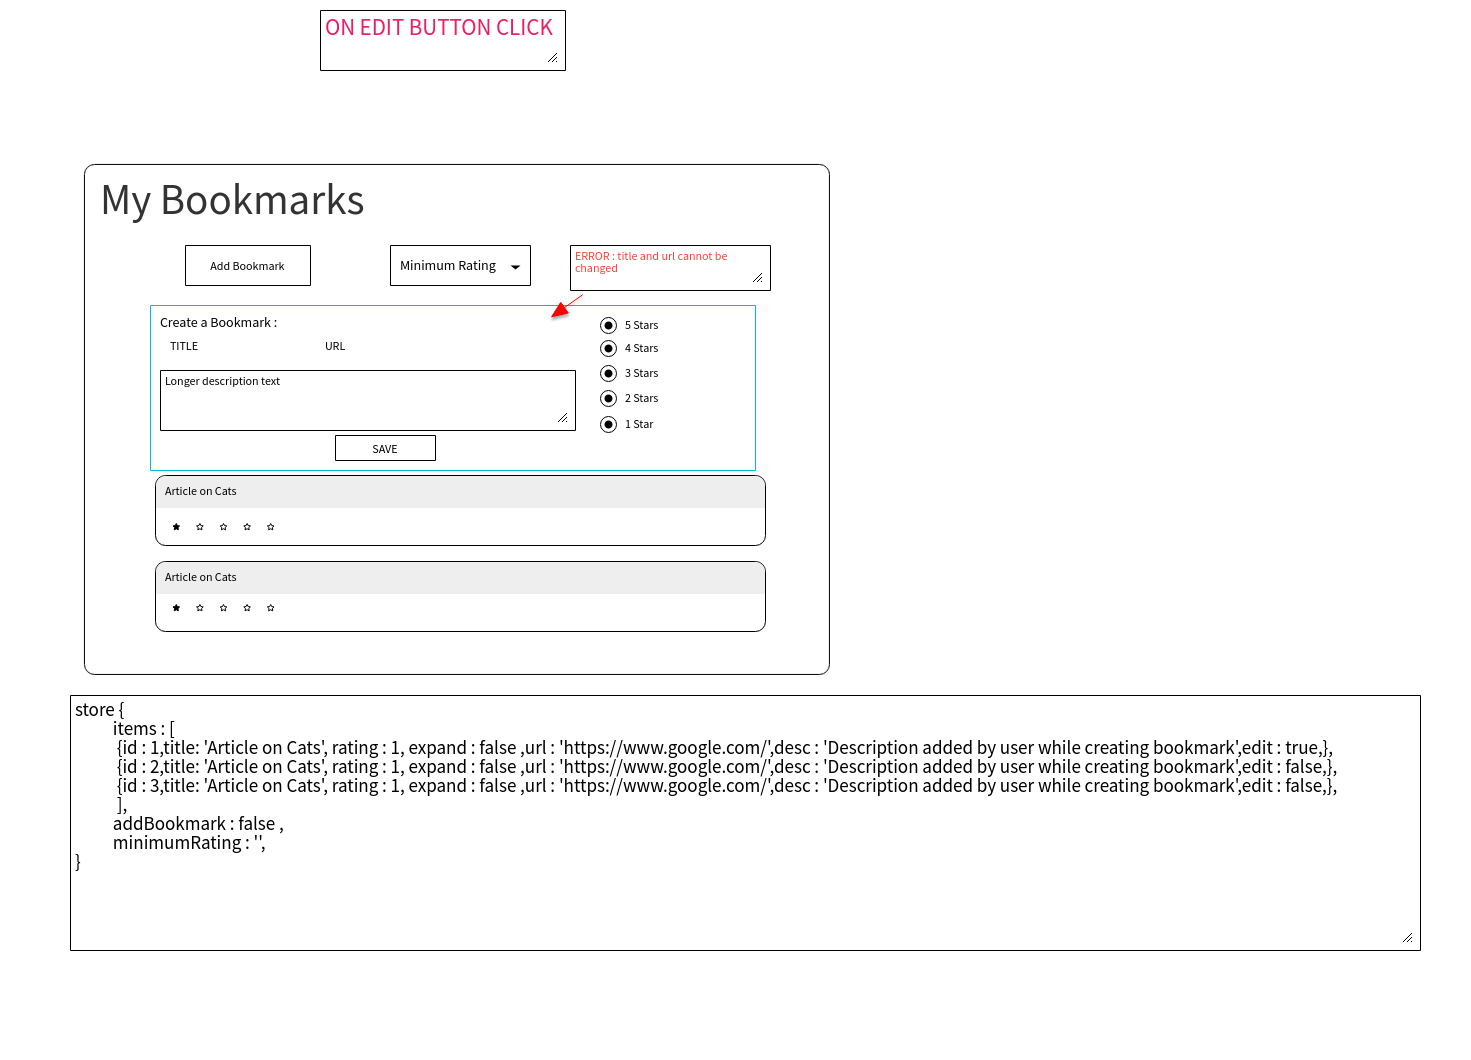 ON EDIT BUTTON CLICK
My Bookmarks
Add Bookmark
Minimum Rating
ERROR : title and url cannot be
changed
Create a Bookmark :
TITLE
URL
Longer description text
SAVE
5 Stars
4 Stars
3 Stars
2 Stars
1 Star
Article on Cats
Article on Cats
store {
items : [
{id : 1,title: 'Article on Cats', rating : 1, expand : false ,url : 'https://www.google.com/',desc : 'Description added by user while creating bookmark',edit : true,},
{id : 2,title: 'Article on Cats', rating : 1, expand : false ,url : 'https://www.google.com/',desc : 'Description added by user while creating bookmark',edit : false,},
{id : 3,title: 'Article on Cats', rating : 1, expand : false ,url : 'https://www.google.com/',desc : 'Description added by user while creating bookmark',edit : false,},
],
addBookmark : false ,
minimumRating : '',
}